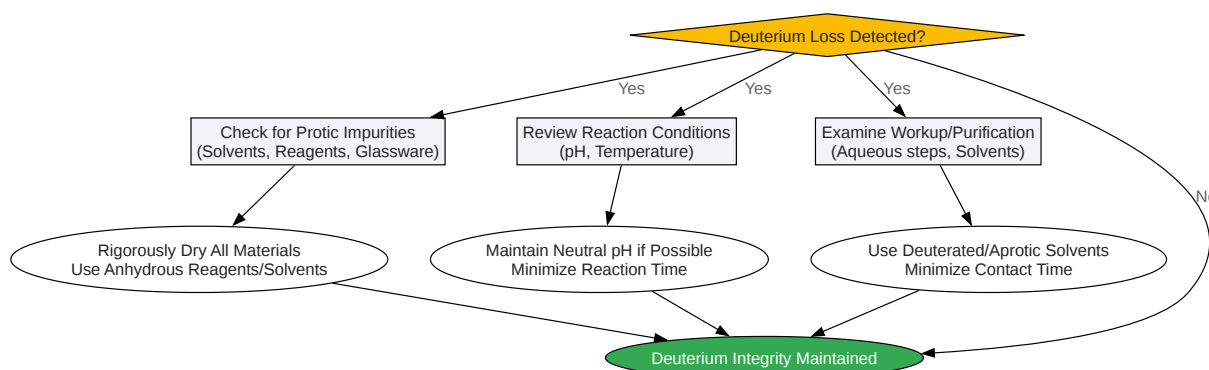 Deuterium Loss Detected?
Yes
Yes
Yes
Check for Protic Impurities
(Solvents, Reagents, Glassware)
Review Reaction Conditions
(pH, Temperature)
Examine Workup/Purification
(Aqueous steps, Solvents)
Rigorously Dry All Materials
Use Anhydrous Reagents/Solvents
Maintain Neutral pH if Possible
Minimize Reaction Time
Use Deuterated/Aprotic Solvents
Minimize Contact Time
Deuterium Integrity Maintained